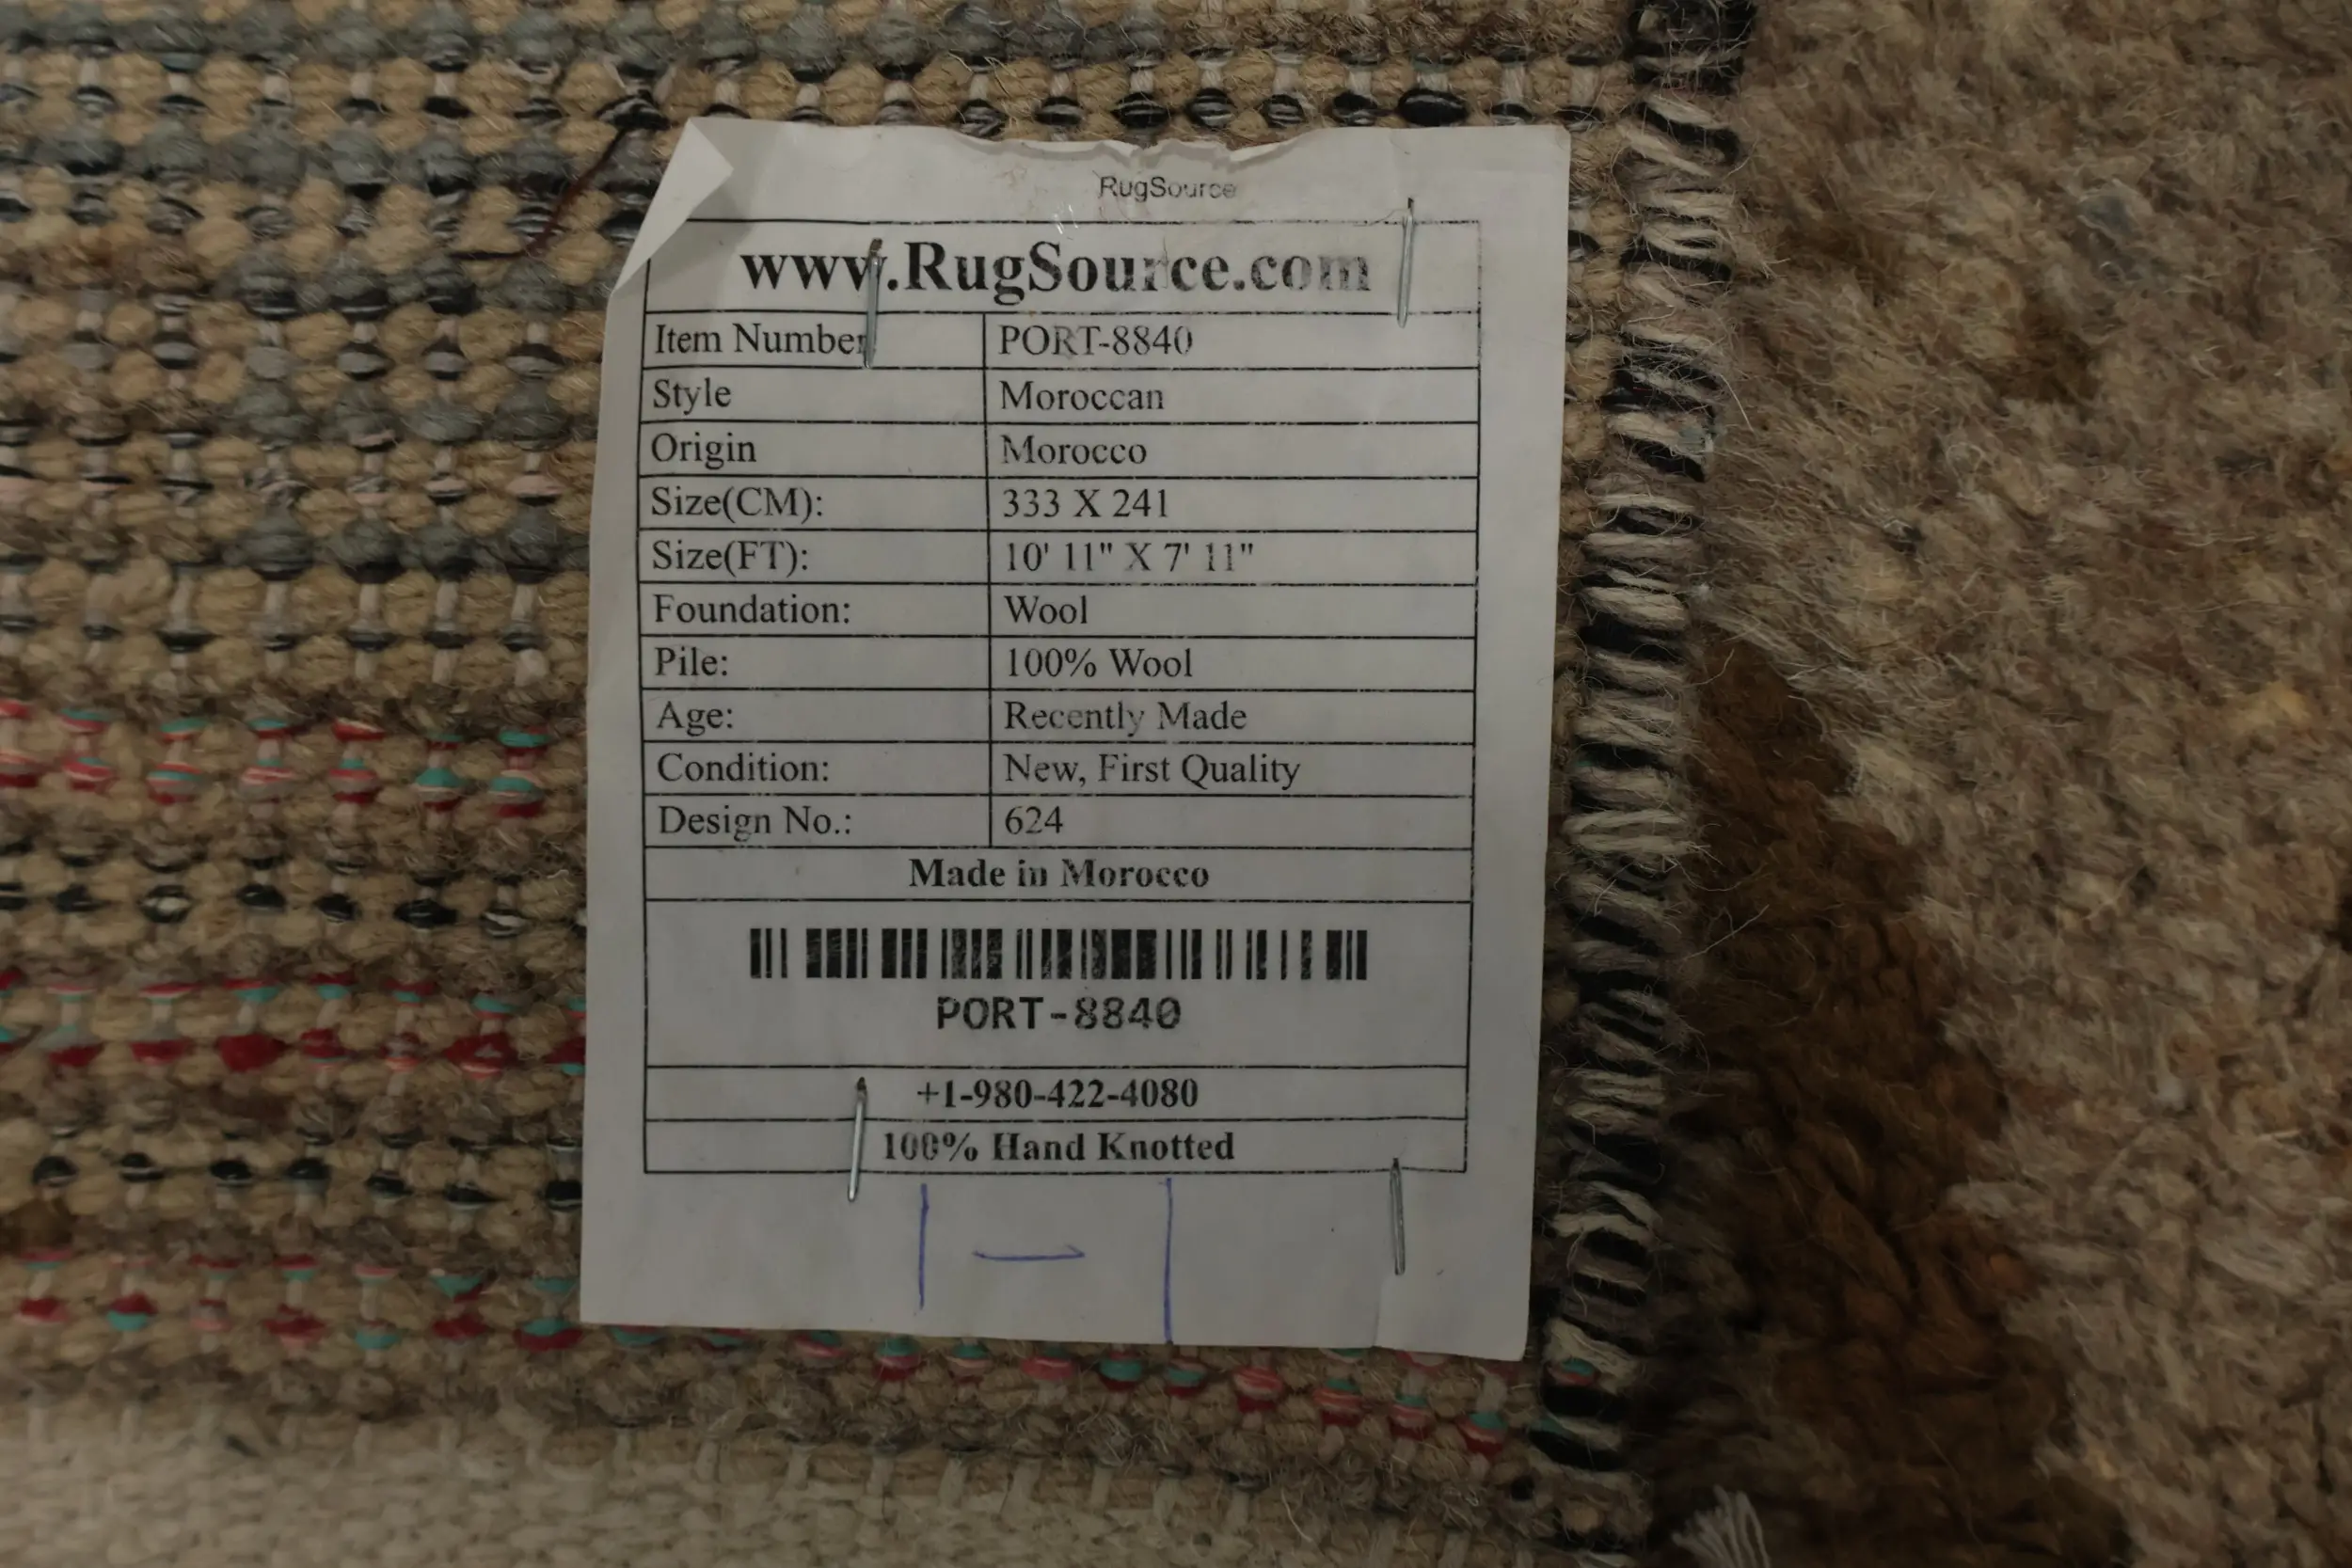 RugSource
www.RugSource.com
Item Number PORT-8840
Style Moroccan
Origin Morocco
Size(CM): 333 X 241
Size(FT): 10' 11" X 7' 11"
Foundation: Wool
Pile: 100% Wool
Age: Recently Made
Condition: New, First Quality
Design No.: 624
Made in Morocco
PORT-8840
+1-980-422-4080
100% Hand Knotted
| — |